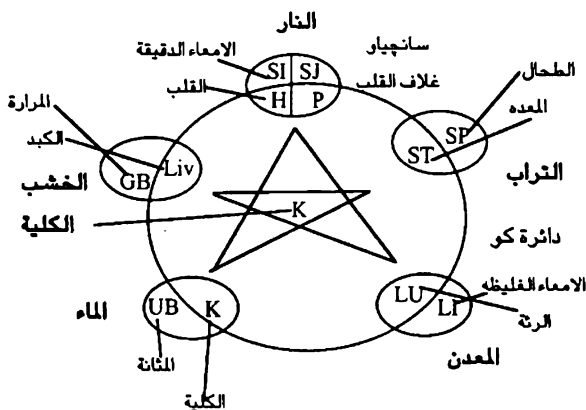 النار
سانچياو
الامعاء الدقيقة
SI SJ
غلاف القلب
القلب
H P
الطحال
المعده
SP
ST
التراب
المرارة
الكبد
Liv
GB
الخشب
الكلية
K
دائرة كو
الامعاء الغليظه
LU
LI
الرئة
المعدن
UB K
الماء
المثانة
الكلية